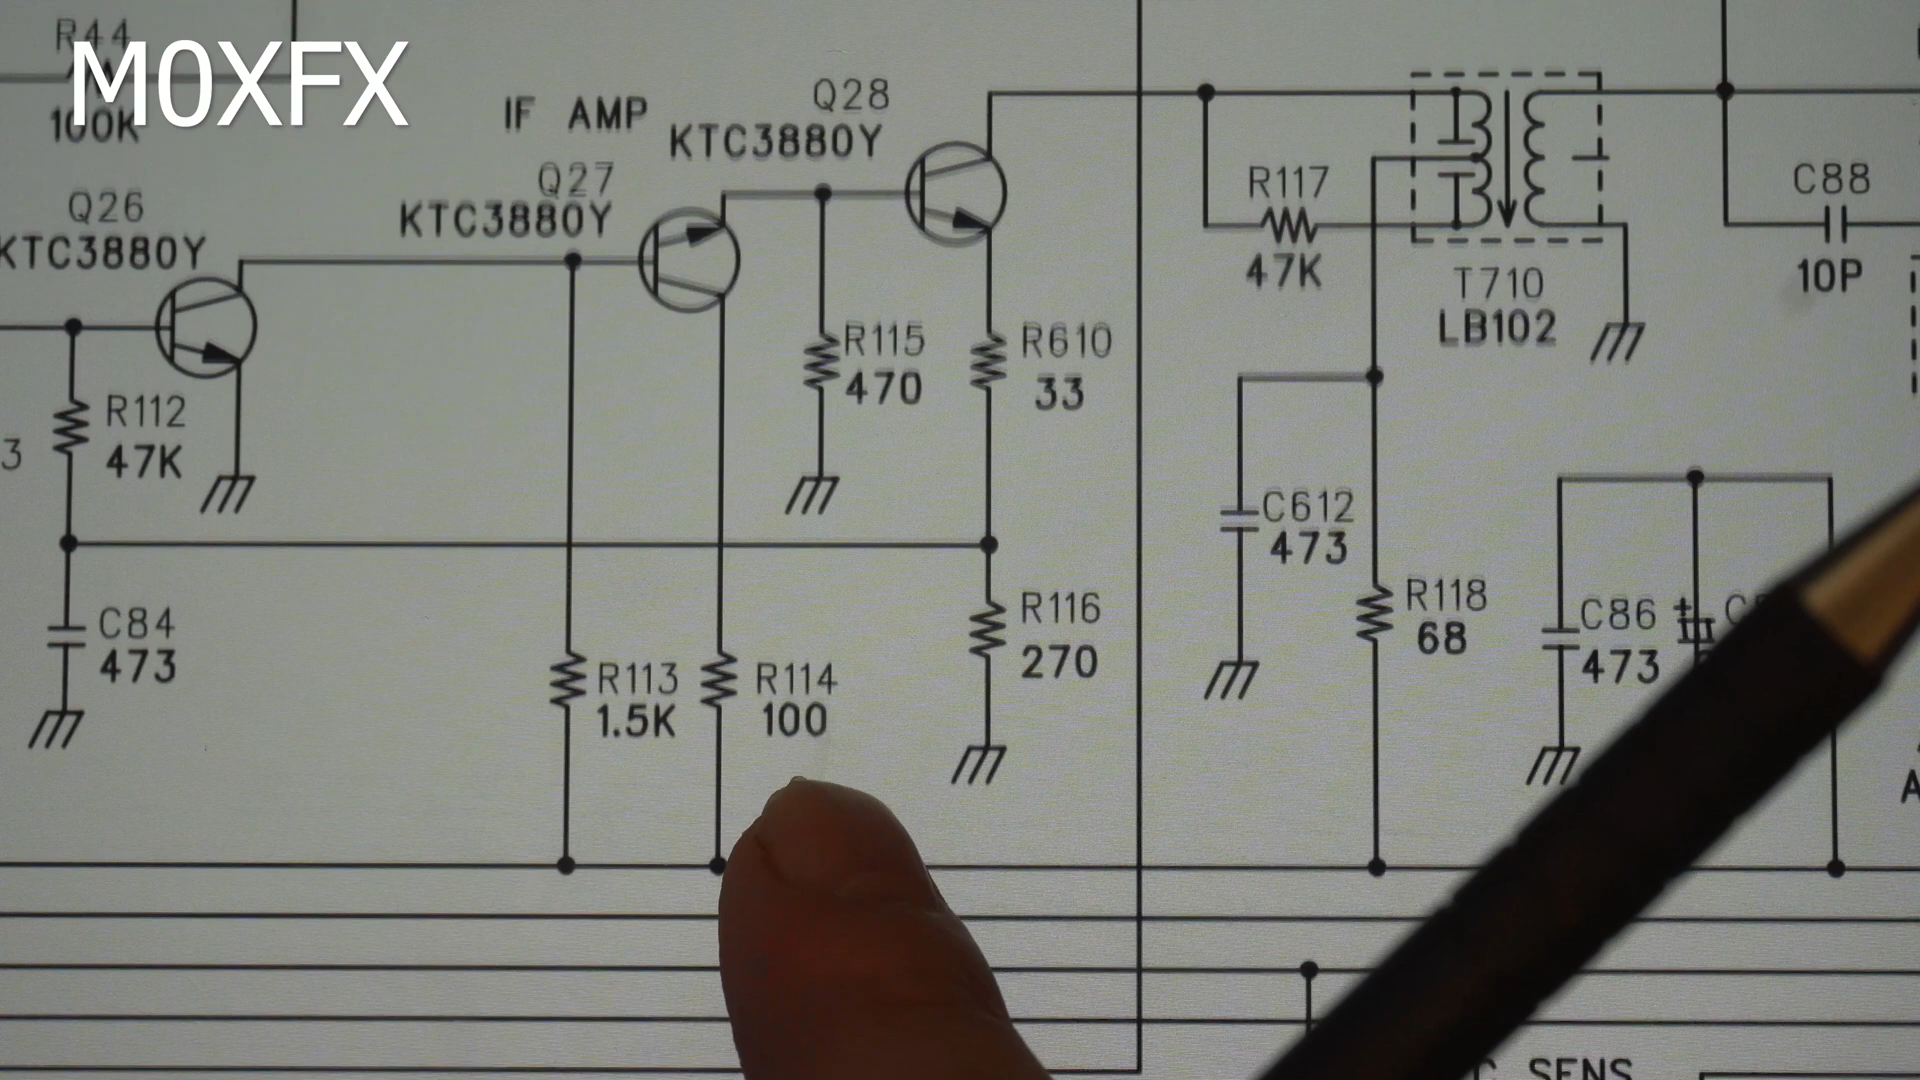 R44
M0XFX
100K
IF AMP
Q28
KTC3880Y
Q27
KTC3880Y
Q26
KTC3880Y
R117
47K
C88
10P
T710
LB102
R115
470
R610
33
R112
47K
3
C612
473
C84
473
R116
270
R118
68
C86
473
R113
1.5K
R114
100
SENS